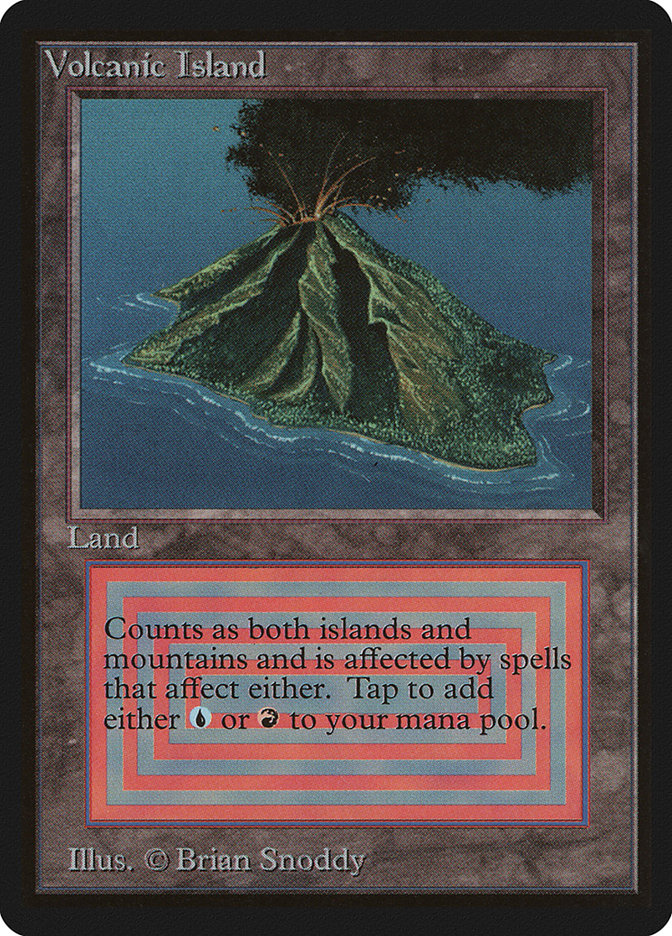 Volcanic Island
Land
Counts as both islands and
mountains and is affected by spells
that affect either. Tap to add
either or to your mana pool.
Illus. © Brian Snoddy